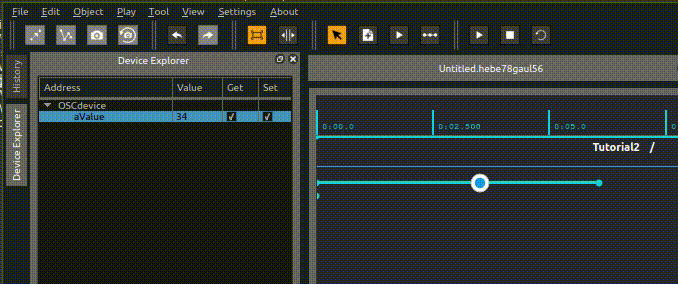 File Edit Object Play Tool View Settings About
Device Explorer
Untitled.hebe78gaul56
History
Device Explorer
Address Value Get Set
OSCdevice
aValue 34
0:00.0 0:02.500 0:05.0
Tutorial2 /